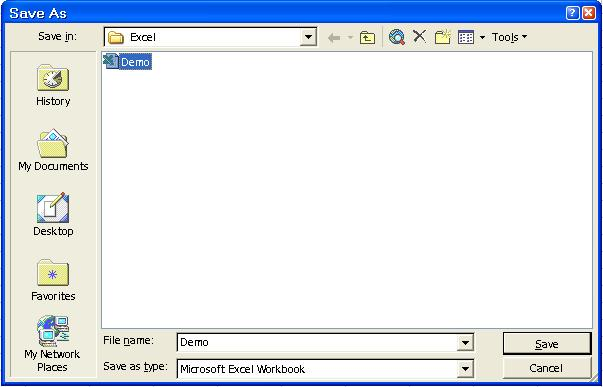 Save As
Save in:
Excel
Tools
Demo
History
My Documents
Desktop
Favorites
My Network
Places
File name:
Demo
Save
Save as type:
Microsoft Excel Workbook
Cancel